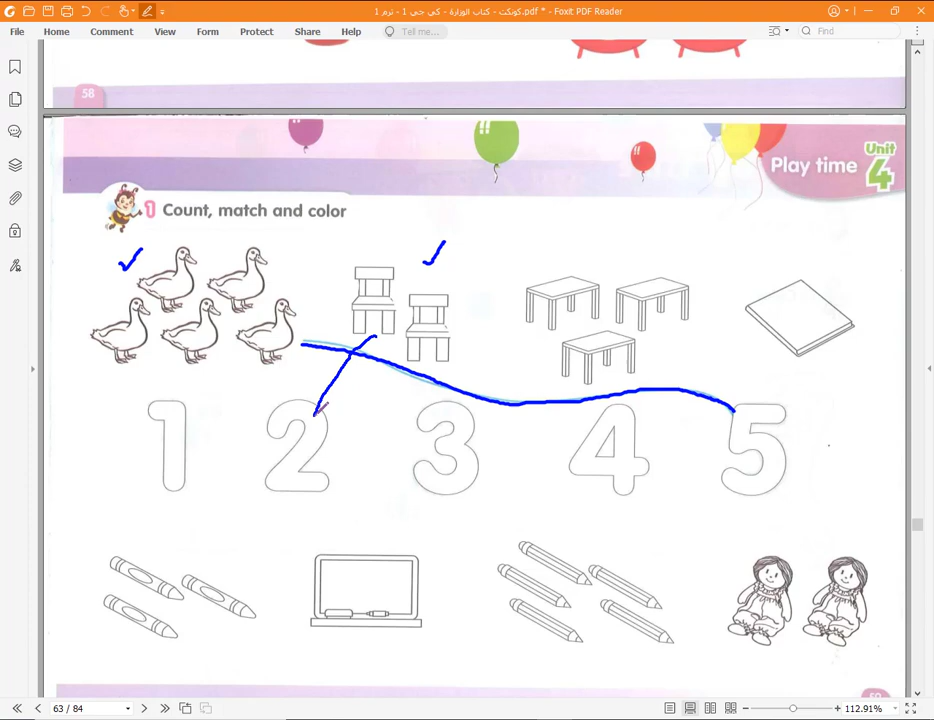 كونكت - كتاب الوزارة - كي جي 1 - ترم 1.pdf * - Foxit PDF Reader
File Home Comment View Form Protect Share Help Tell me... Find
58
Play time Unit 4
1 Count, match and color
1 2 3 4 5
59
63 / 84 112.91%